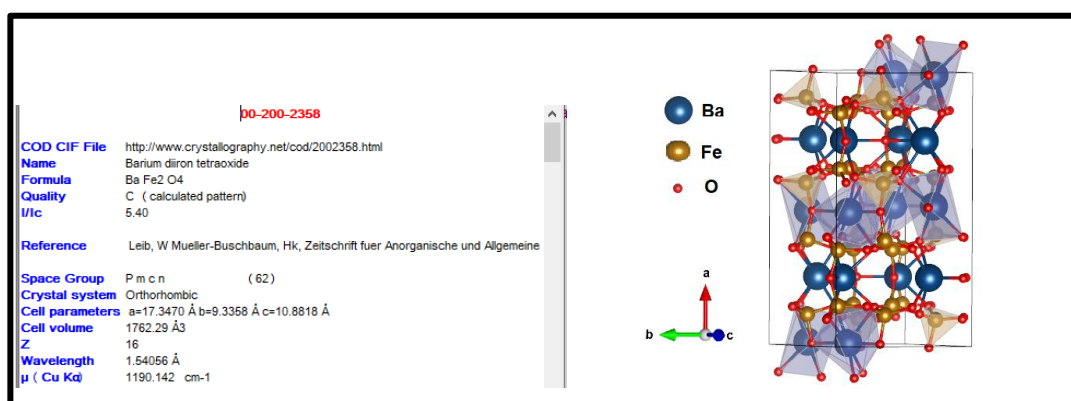 00-200-2358
COD CIF File http://www.crystallography.net/cod/2002358.html
Name Barium diiron tetraoxide
Formula Ba Fe2 O4
Quality C ( calculated pattern)
I/Ic 5.40
Reference Leib, W Mueller-Buschbaum, Hk, Zeitschrift fuer Anorganische und Allgemeine
Space Group P m c n ( 62)
Crystal system Orthorhombic
Cell parameters a=17.3470 Å b=9.3358 Å c=10.8818 Å
Cell volume 1762.29 Å3
Z 16
Wavelength 1.54056 Å
μ ( Cu Kα) 1190.142 cm-1
Ba
Fe
O
a
b
c